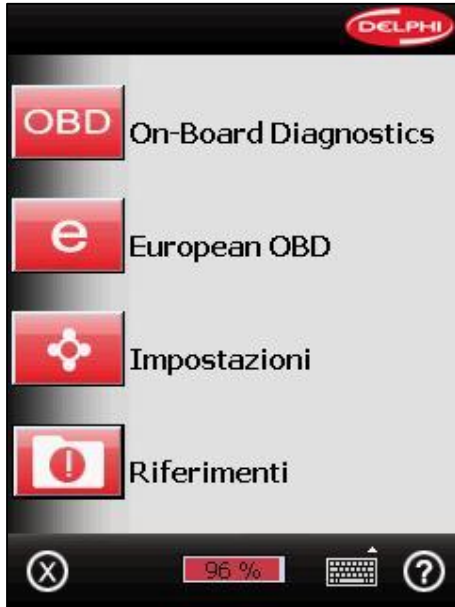 DELPHI
OBD On-Board Diagnostics
e European OBD
Impostazioni
! Riferimenti
X 96 % ?